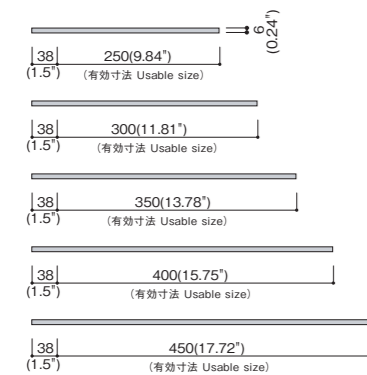 6
(0.24")
38 250(9.84")
(1.5") (有効寸法 Usable size)
38 300(11.81")
(1.5") (有効寸法 Usable size)
38 350(13.78")
(1.5") (有効寸法 Usable size)
38 400(15.75")
(1.5") (有効寸法 Usable size)
38 450(17.72")
(1.5") (有効寸法 Usable size)